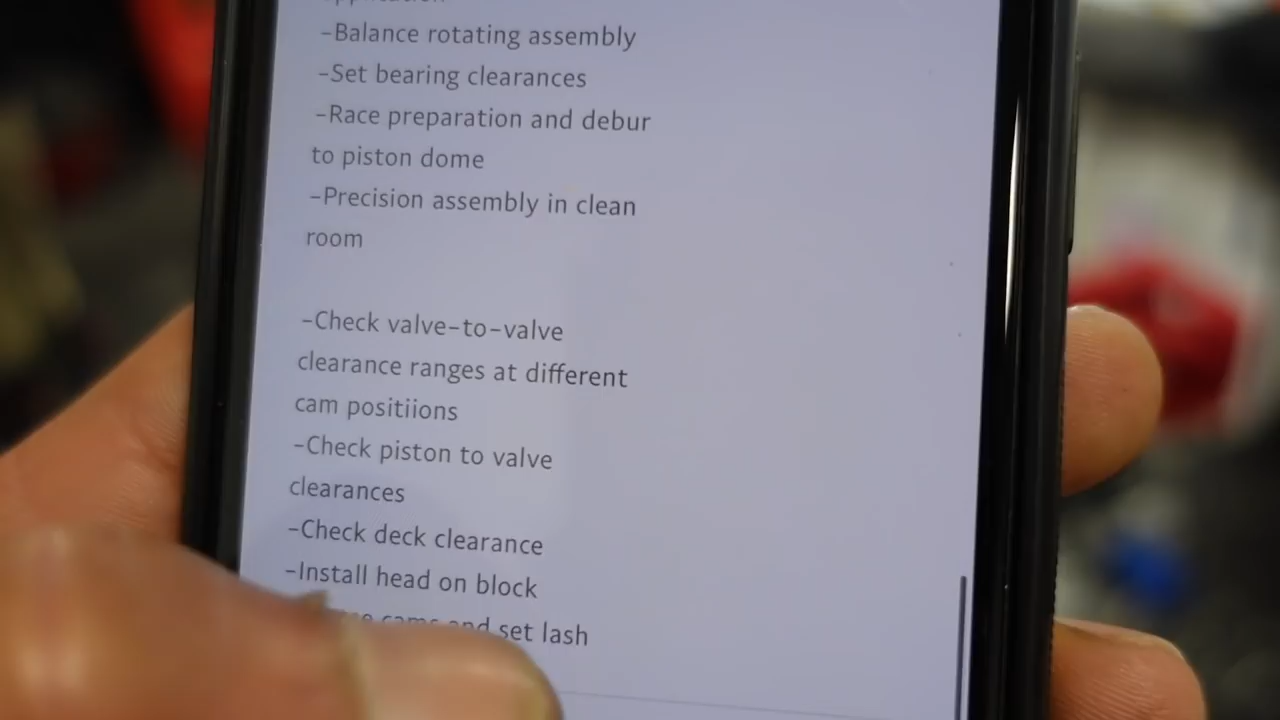 -Balance rotating assembly
-Set bearing clearances
-Race preparation and debur
to piston dome
-Precision assembly in clean
room
-Check valve-to-valve
clearance ranges at different
cam positiions
-Check piston to valve
clearances
-Check deck clearance
-Install head on block
cams and set lash